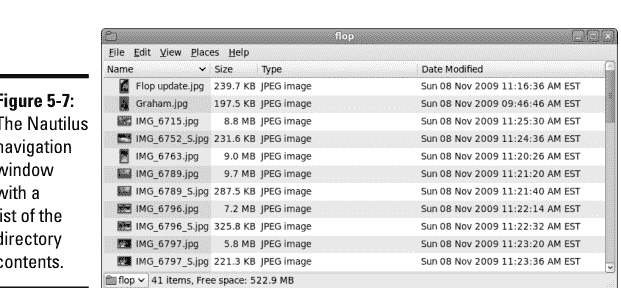 Figure 5-7:
The Nautilus
navigation
window
with a
list of the
directory
contents.
flop
File Edit View Places Help
Name Size Type Date Modified
Flop update.jpg 239.7 KB JPEG image Sun 08 Nov 2009 11:16:36 AM EST
Graham.jpg 197.5 KB JPEG image Sun 08 Nov 2009 09:46:46 AM EST
IMG_6715.jpg 8.8 MB JPEG image Sun 08 Nov 2009 11:25:30 AM EST
IMG_6752_S.jpg 231.6 KB JPEG image Sun 08 Nov 2009 11:24:36 AM EST
IMG_6763.jpg 9.0 MB JPEG image Sun 08 Nov 2009 11:20:26 AM EST
IMG_6789.jpg 9.7 MB JPEG image Sun 08 Nov 2009 11:21:20 AM EST
IMG_6789_S.jpg 287.5 KB JPEG image Sun 08 Nov 2009 11:21:40 AM EST
IMG_6796.jpg 7.2 MB JPEG image Sun 08 Nov 2009 11:22:14 AM EST
IMG_6796_S.jpg 325.8 KB JPEG image Sun 08 Nov 2009 11:22:32 AM EST
IMG_6797.jpg 5.8 MB JPEG image Sun 08 Nov 2009 11:23:20 AM EST
IMG_6797_S.jpg 221.3 KB JPEG image Sun 08 Nov 2009 11:23:36 AM EST
flop 41 items, Free space: 522.9 MB